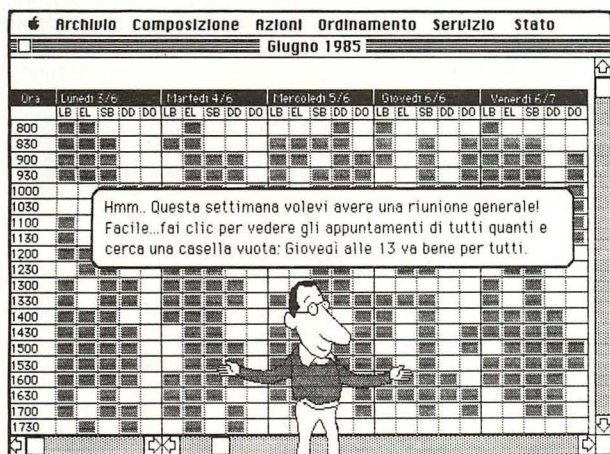 Archivio Composizione Azioni Ordinamento Servizio Stato
Giugno 1985
Ora Lunedì 3/6 Martedì 4/6 Mercoledì 5/6 Giovedì 6/6 Venerdì 6/7
LB EL SB DD DO LB EL SB DD DO LB EL SB DD DO LB EL SB DD DO LB EL SB DD DO
800
830
900
930
1000
1030
1100
1130
1200
1230
1300
1330
1400
1430
1500
1530
1600
1630
1700
1730
Hmm.. Questa settimana volevi avere una riunione generale!
Facile...fai clic per vedere gli appuntamenti di tutti quanti e
cerca una casella vuota: Giovedì alle 13 va bene per tutti.